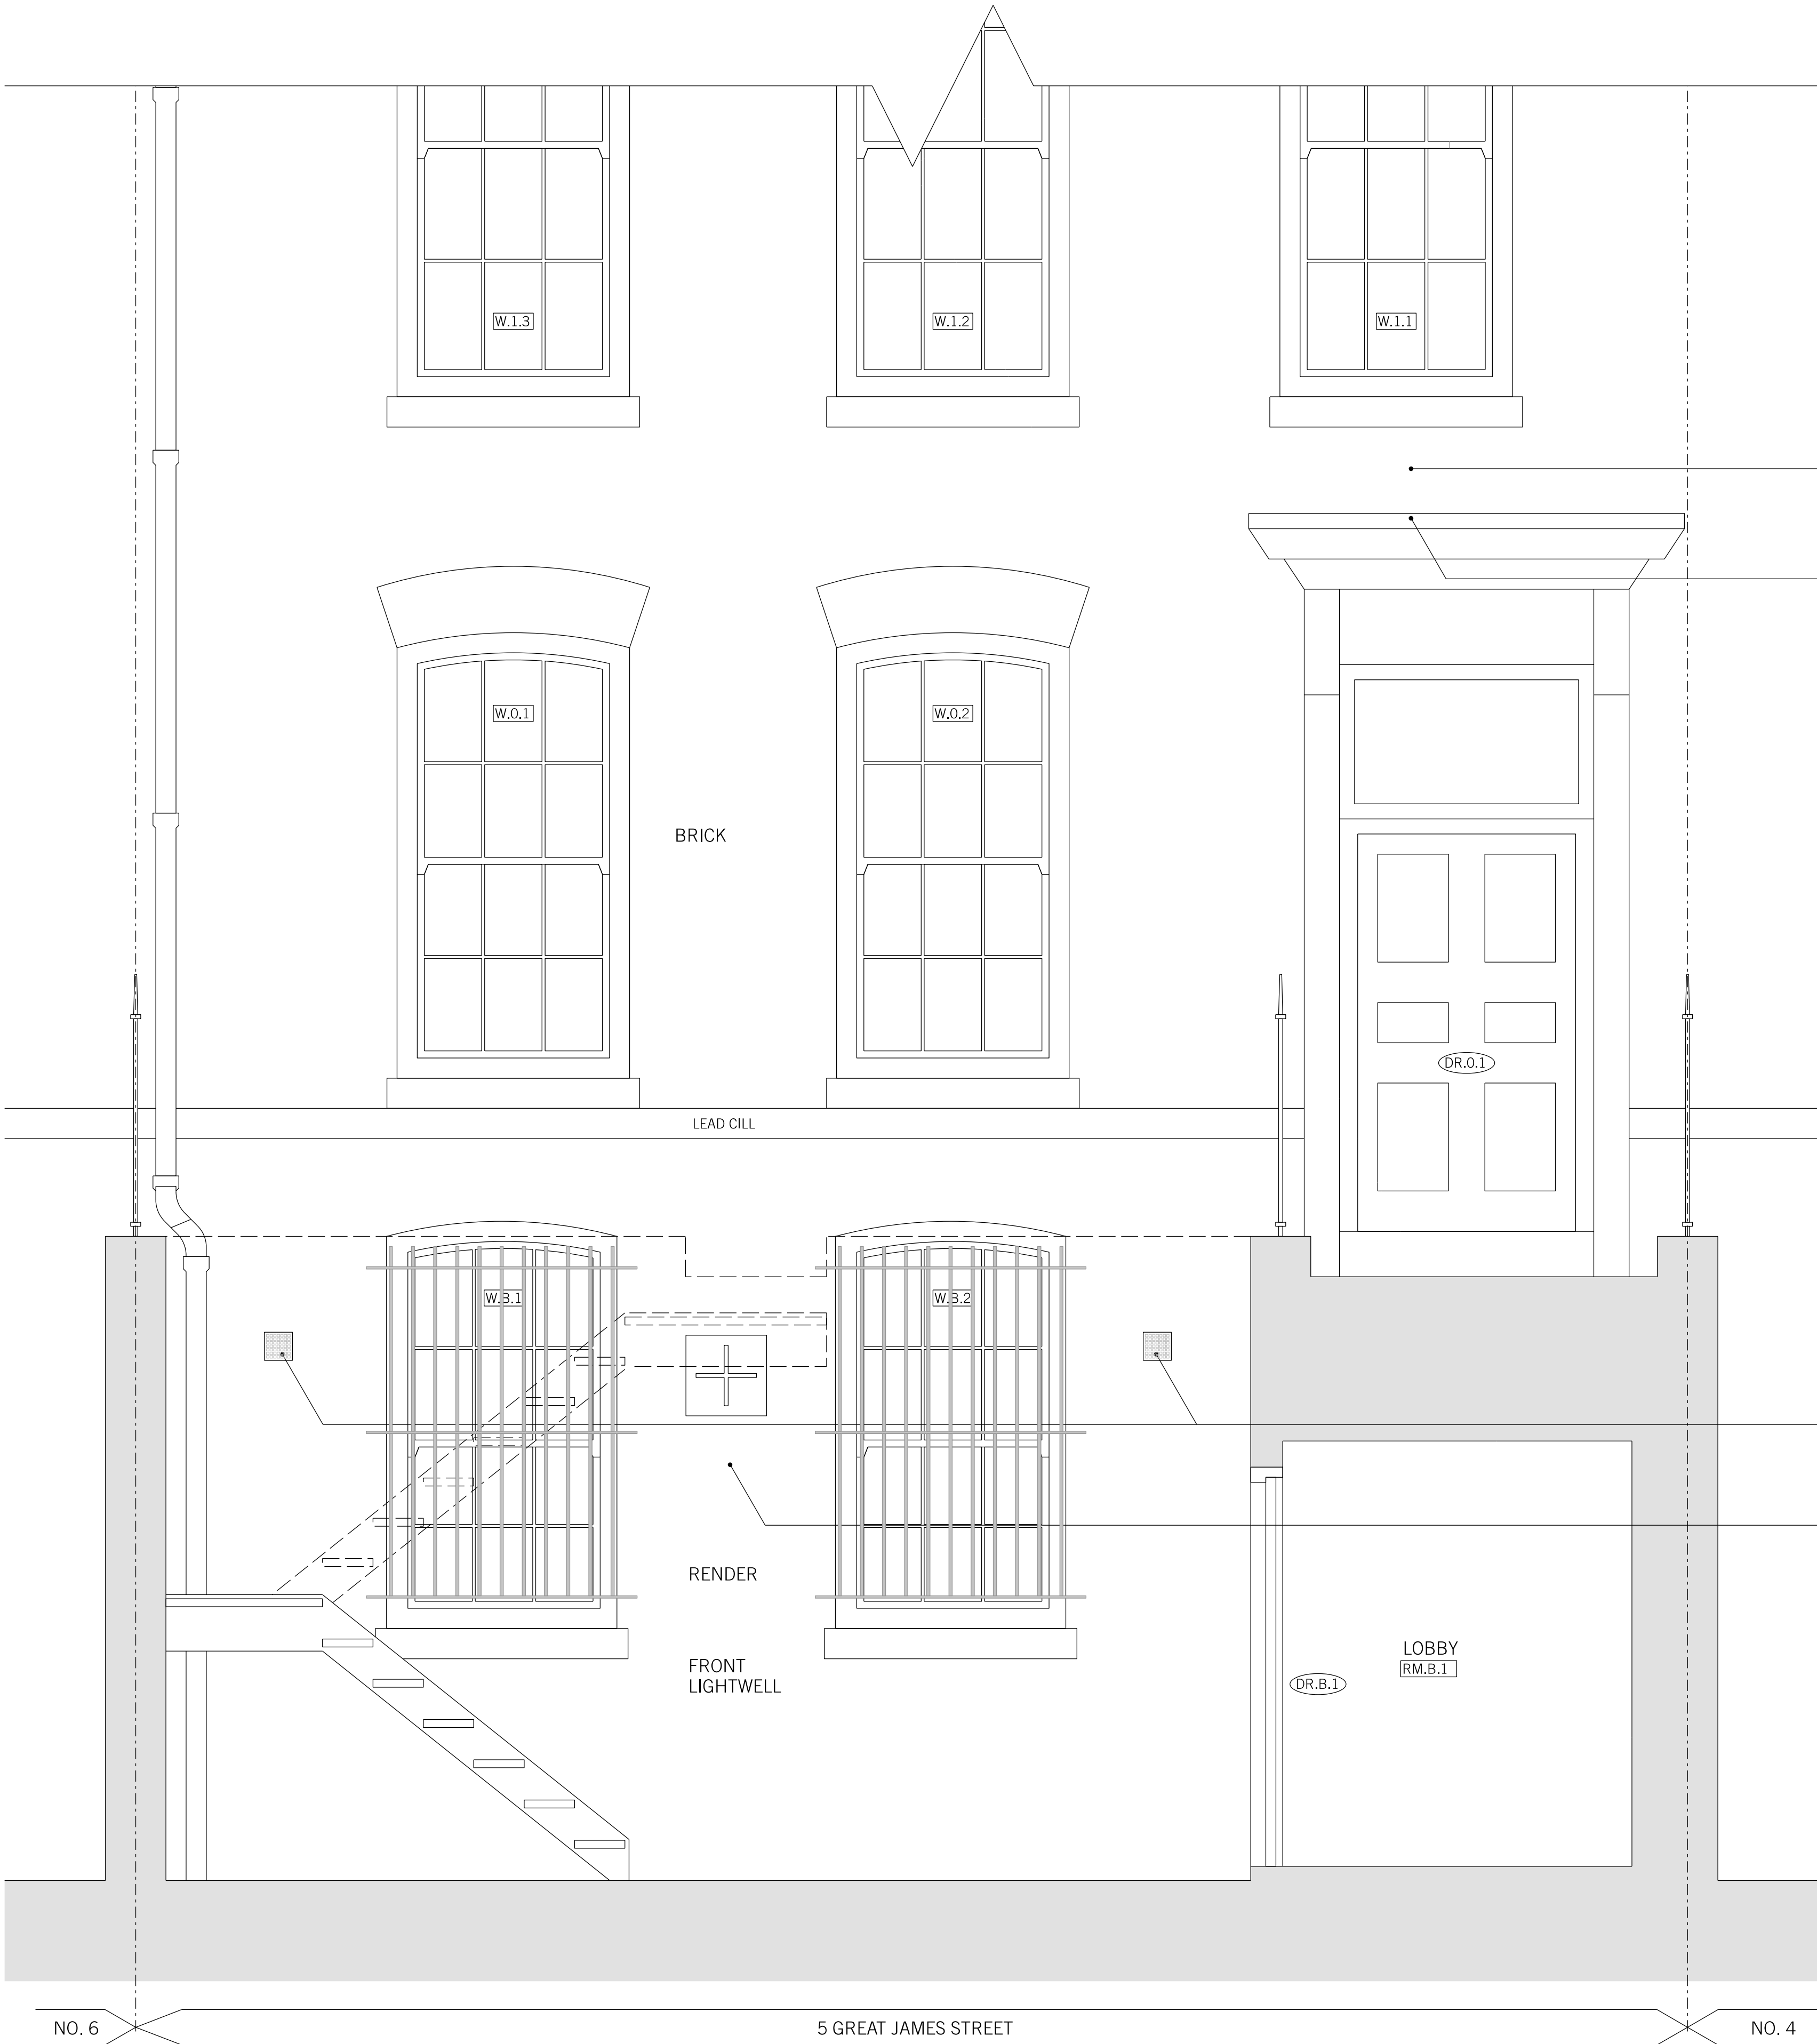 W.1.3
W.1.2
W.1.1
W.0.1
W.0.2
BRICK
DR.0.1
LEAD CILL
W.B.1
W.B.2
RENDER
FRONT
LIGHTWELL
LOBBY
RM.B.1
DR.B.1
NO. 6
5 GREAT JAMES STREET
NO. 4